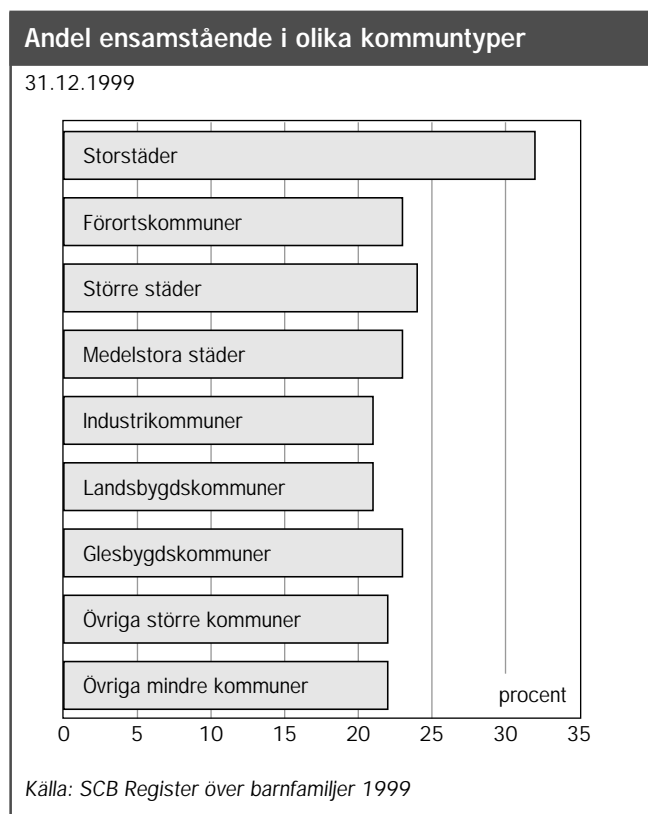 Andel ensamstående i olika kommuntyper
31.12.1999
Storstäder
Förortskommuner
Större städer
Medelstora städer
Industrikommuner
Landsbygdskommuner
Glesbygdskommuner
Övriga större kommuner
Övriga mindre kommuner
procent
0 5 10 15 20 25 30 35
Källa: SCB Register över barnfamiljer 1999